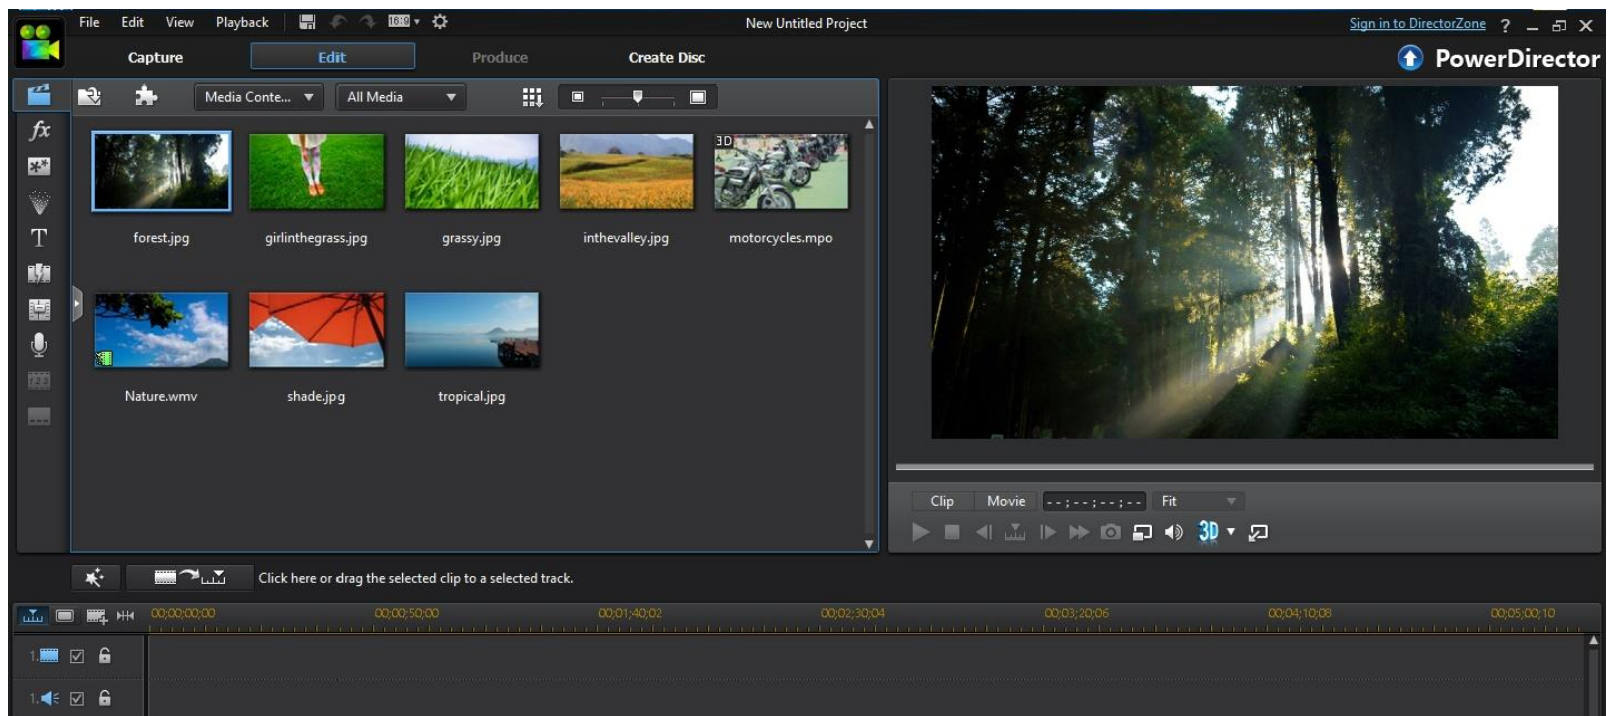 File Edit View Playback 16:9 New Untitled Project Sign in to DirectorZone ?
Capture Edit Produce Create Disc PowerDirector
Media Conte... All Media
fx
3D
forest.jpg girlinthegrass.jpg grassy.jpg inthevalley.jpg motorcycles.mpo
T
Nature.wmv shade.jpg tropical.jpg
123
Clip Movie --;--;--;-- Fit
3D
Click here or drag the selected clip to a selected track.
00;00;00;00 00;00;50;00 00;01;40;02 00;02;30;04 00;03;20;06 00;04;10;08 00;05;00;10
1.
1.